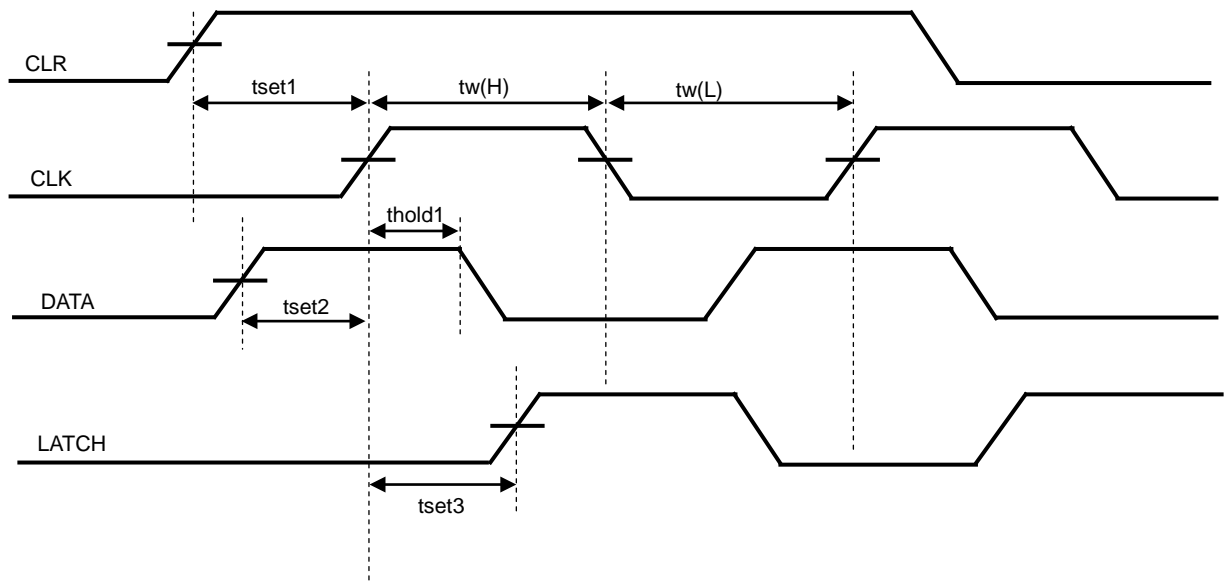 CLR
tset1
tw(H)
tw(L)
CLK
thold1
DATA
tset2
LATCH
tset3